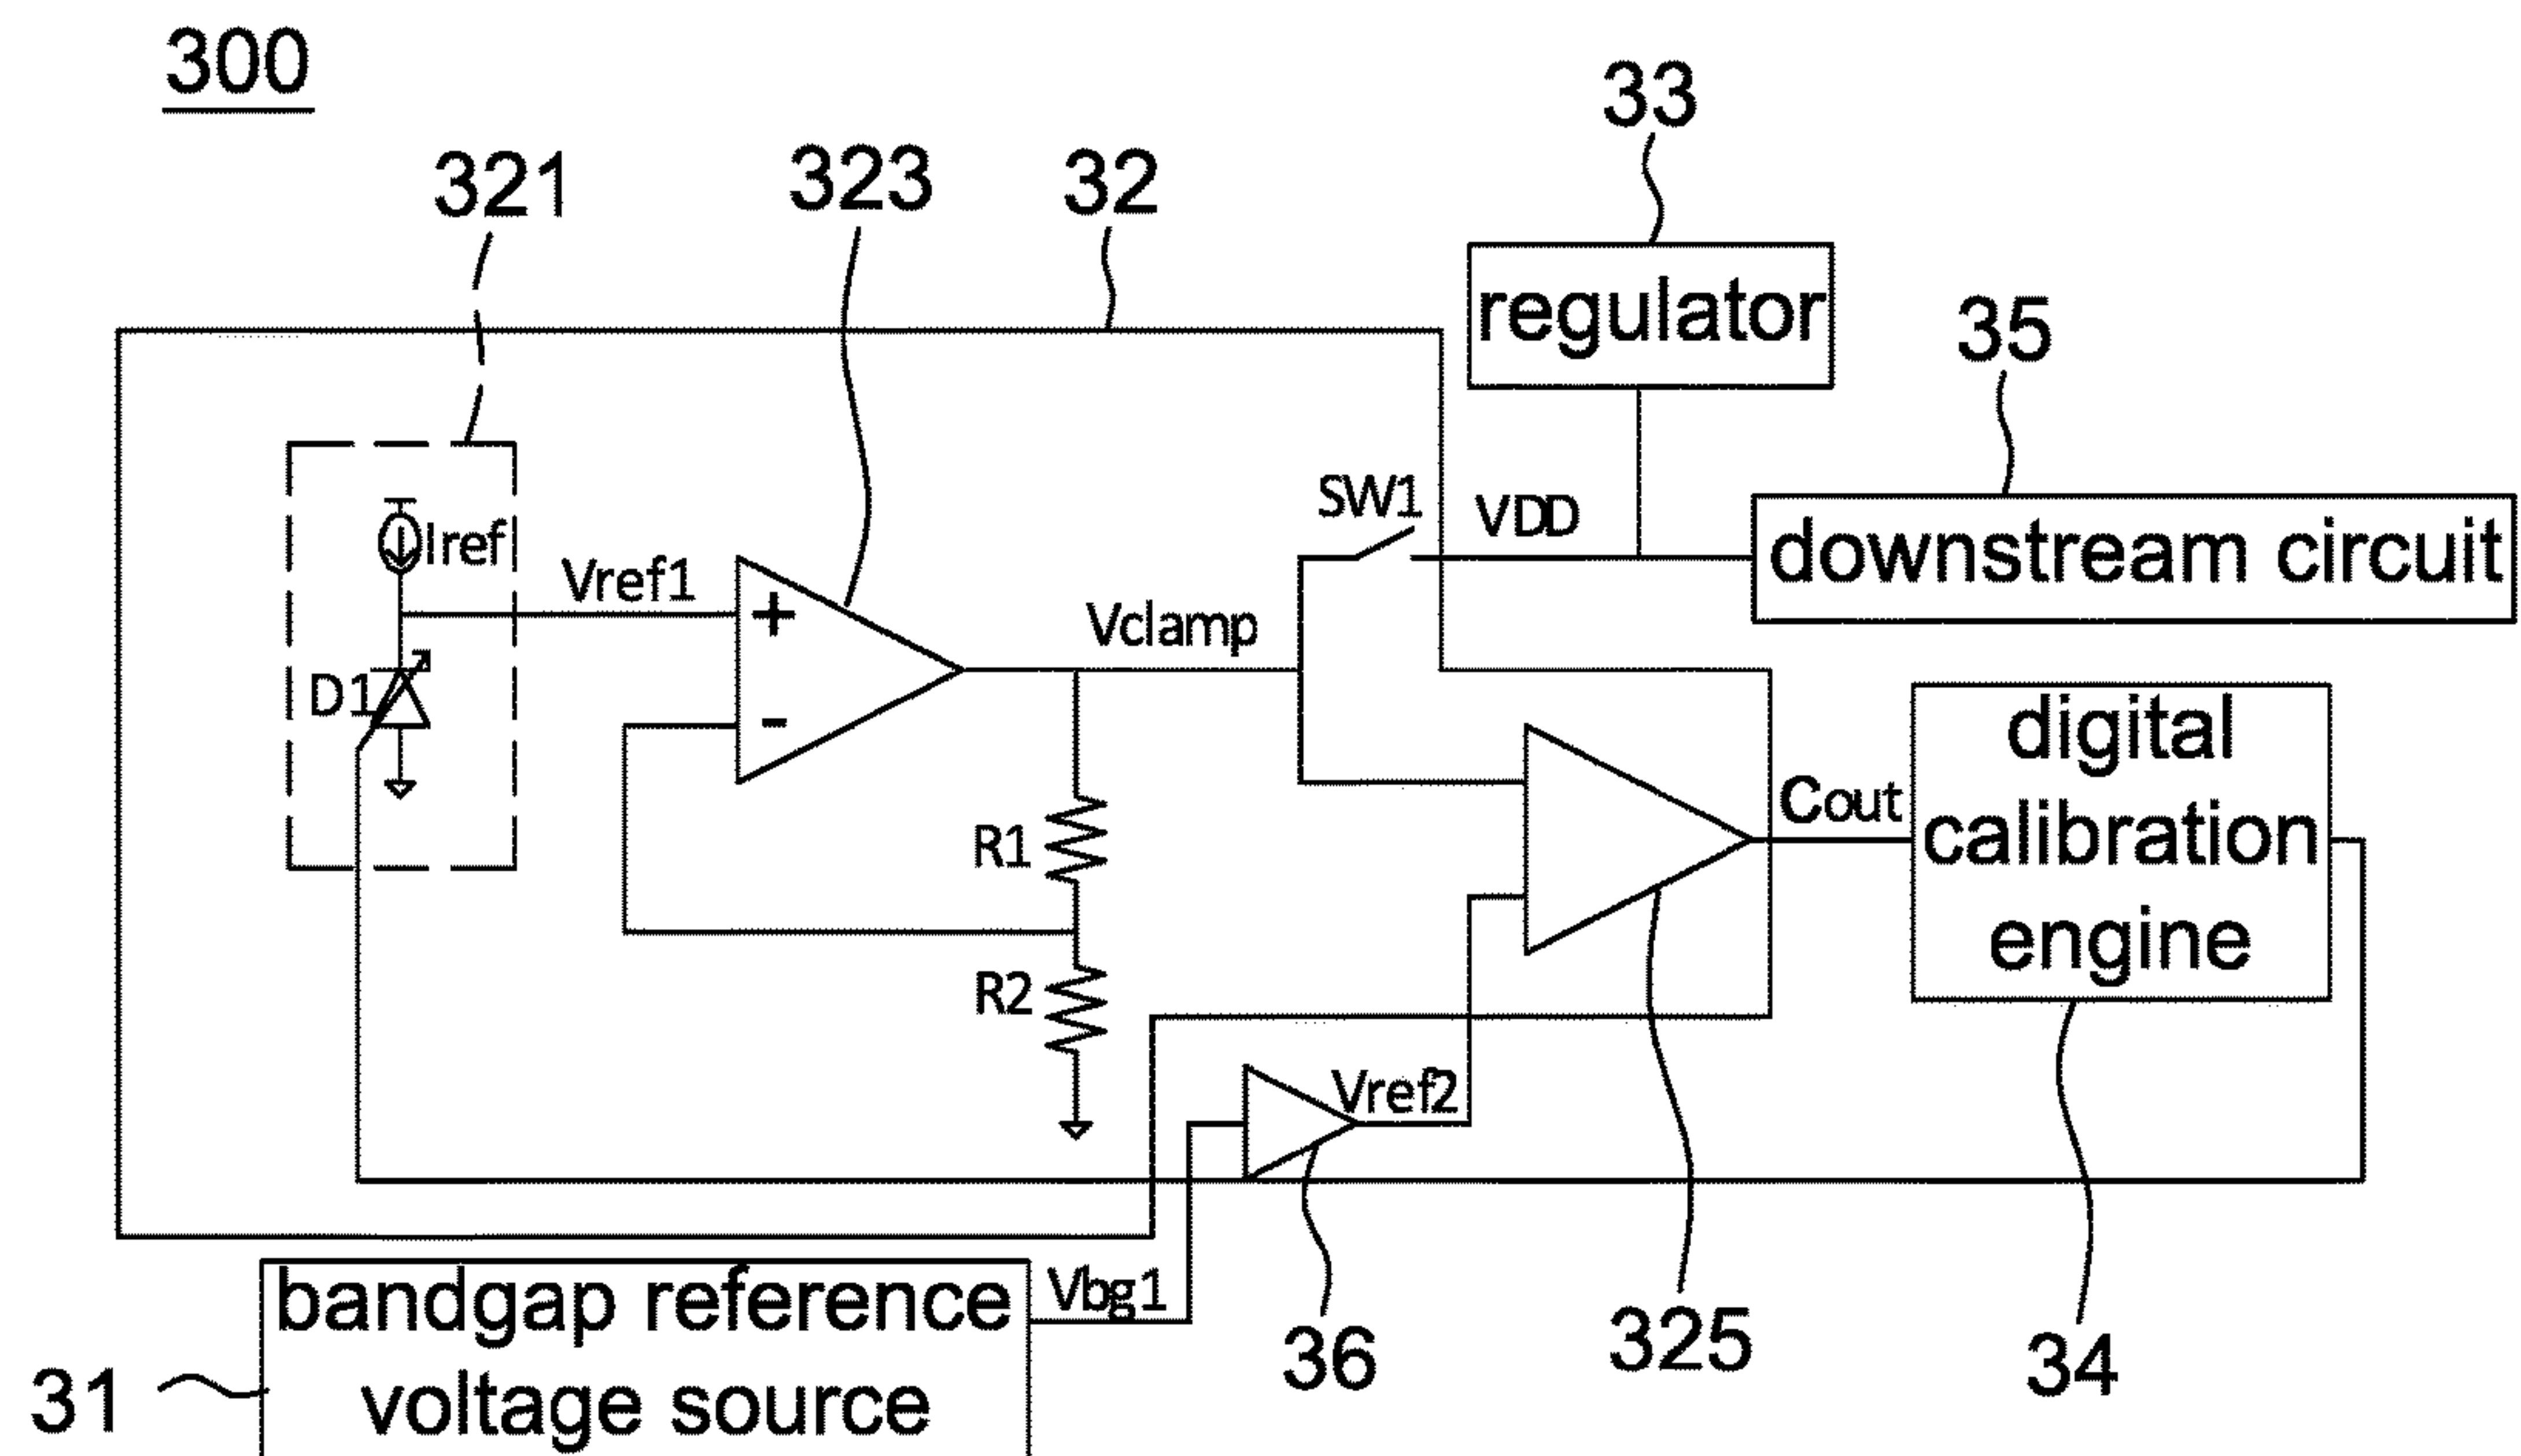 300
33
321
323
32
regulator
35
SW1
VDD
Iref
Vref1
downstream circuit
Vclamp
+
D1
-
digital
calibration
engine
Cout
R1
R2
Vref2
bandgap reference
voltage source
Vbg1
31
36
325
34